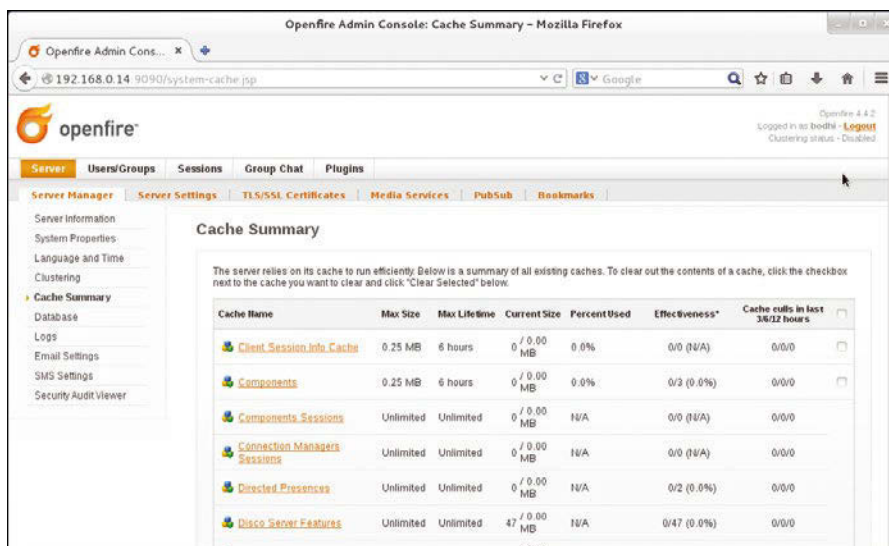 Openfire Admin Console: Cache Summary – Mozilla Firefox
Openfire Admin Cons...
192.168.0.14:9090/system-cache.jsp
Google
openfire™
Openfire 4.4.2
Logged in as bodhi - Logout
Clustering status - Disabled
Server Users/Groups Sessions Group Chat Plugins
Server Manager Server Settings TLS/SSL Certificates Media Services PubSub Bookmarks
Server Information
System Properties
Language and Time
Clustering
Cache Summary
Database
Logs
Email Settings
SMS Settings
Security Audit Viewer
Cache Summary
The server relies on its cache to run efficiently. Below is a summary of all existing caches. To clear out the contents of a cache, click the checkbox
next to the cache you want to clear and click "Clear Selected" below.
Cache Name Max Size Max Lifetime Current Size Percent Used Effectiveness* Cache culls in last 3/6/12 hours
Client Session Info Cache 0.25 MB 6 hours 0 / 0.00 MB 0.0% 0/0 (N/A) 0/0/0
Components 0.25 MB 6 hours 0 / 0.00 MB 0.0% 0/3 (0.0%) 0/0/0
Components Sessions Unlimited Unlimited 0 / 0.00 MB N/A 0/0 (N/A) 0/0/0
Connection Managers Sessions Unlimited Unlimited 0 / 0.00 MB N/A 0/0 (N/A) 0/0/0
Directed Presences Unlimited Unlimited 0 / 0.00 MB N/A 0/2 (0.0%) 0/0/0
Disco Server Features Unlimited Unlimited 47 / 0.00 MB N/A 0/47 (0.0%) 0/0/0